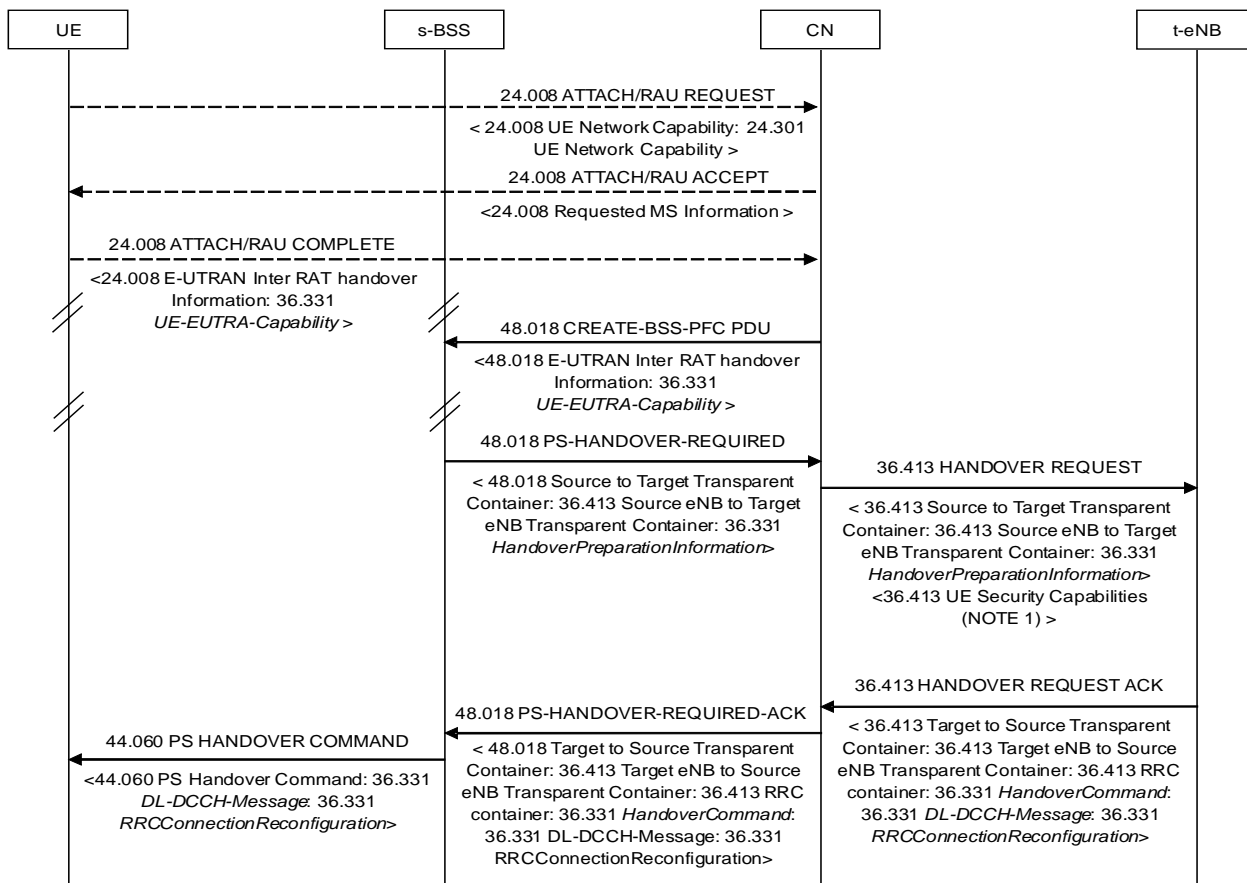 UE
s-BSS
CN
t-eNB
24.008 ATTACH/RAU REQUEST
< 24.008 UE Network Capability: 24.301
UE Network Capability >
24.008 ATTACH/RAU ACCEPT
<24.008 Requested MS Information >
24.008 ATTACH/RAU COMPLETE
<24.008 E-UTRAN Inter RAT handover
Information: 36.331
UE-EUTRA-Capability >
48.018 CREATE-BSS-PFC PDU
<48.018 E-UTRAN Inter RAT handover
Information: 36.331
UE-EUTRA-Capability >
48.018 PS-HANDOVER-REQUIRED
< 48.018 Source to Target Transparent
Container: 36.413 Source eNB to Target
eNB Transparent Container: 36.331
HandoverPreparationInformation>
36.413 HANDOVER REQUEST
< 36.413 Source to Target Transparent
Container: 36.413 Source eNB to Target
eNB Transparent Container: 36.331
HandoverPreparationInformation>
<36.413 UE Security Capabilities
(NOTE 1) >
36.413 HANDOVER REQUEST ACK
< 36.413 Target to Source Transparent
Container: 36.413 Target eNB to Source
eNB Transparent Container: 36.413 RRC
container: 36.331 HandoverCommand:
36.331 DL-DCCH-Message: 36.331
RRCConnectionReconfiguration>
48.018 PS-HANDOVER-REQUIRED-ACK
< 48.018 Target to Source Transparent
Container: 36.413 Target eNB to Source
eNB Transparent Container: 36.413 RRC
container: 36.331 HandoverCommand:
36.331 DL-DCCH-Message: 36.331
RRCConnectionReconfiguration>
44.060 PS HANDOVER COMMAND
<44.060 PS Handover Command: 36.331
DL-DCCH-Message: 36.331
RRCConnectionReconfiguration>